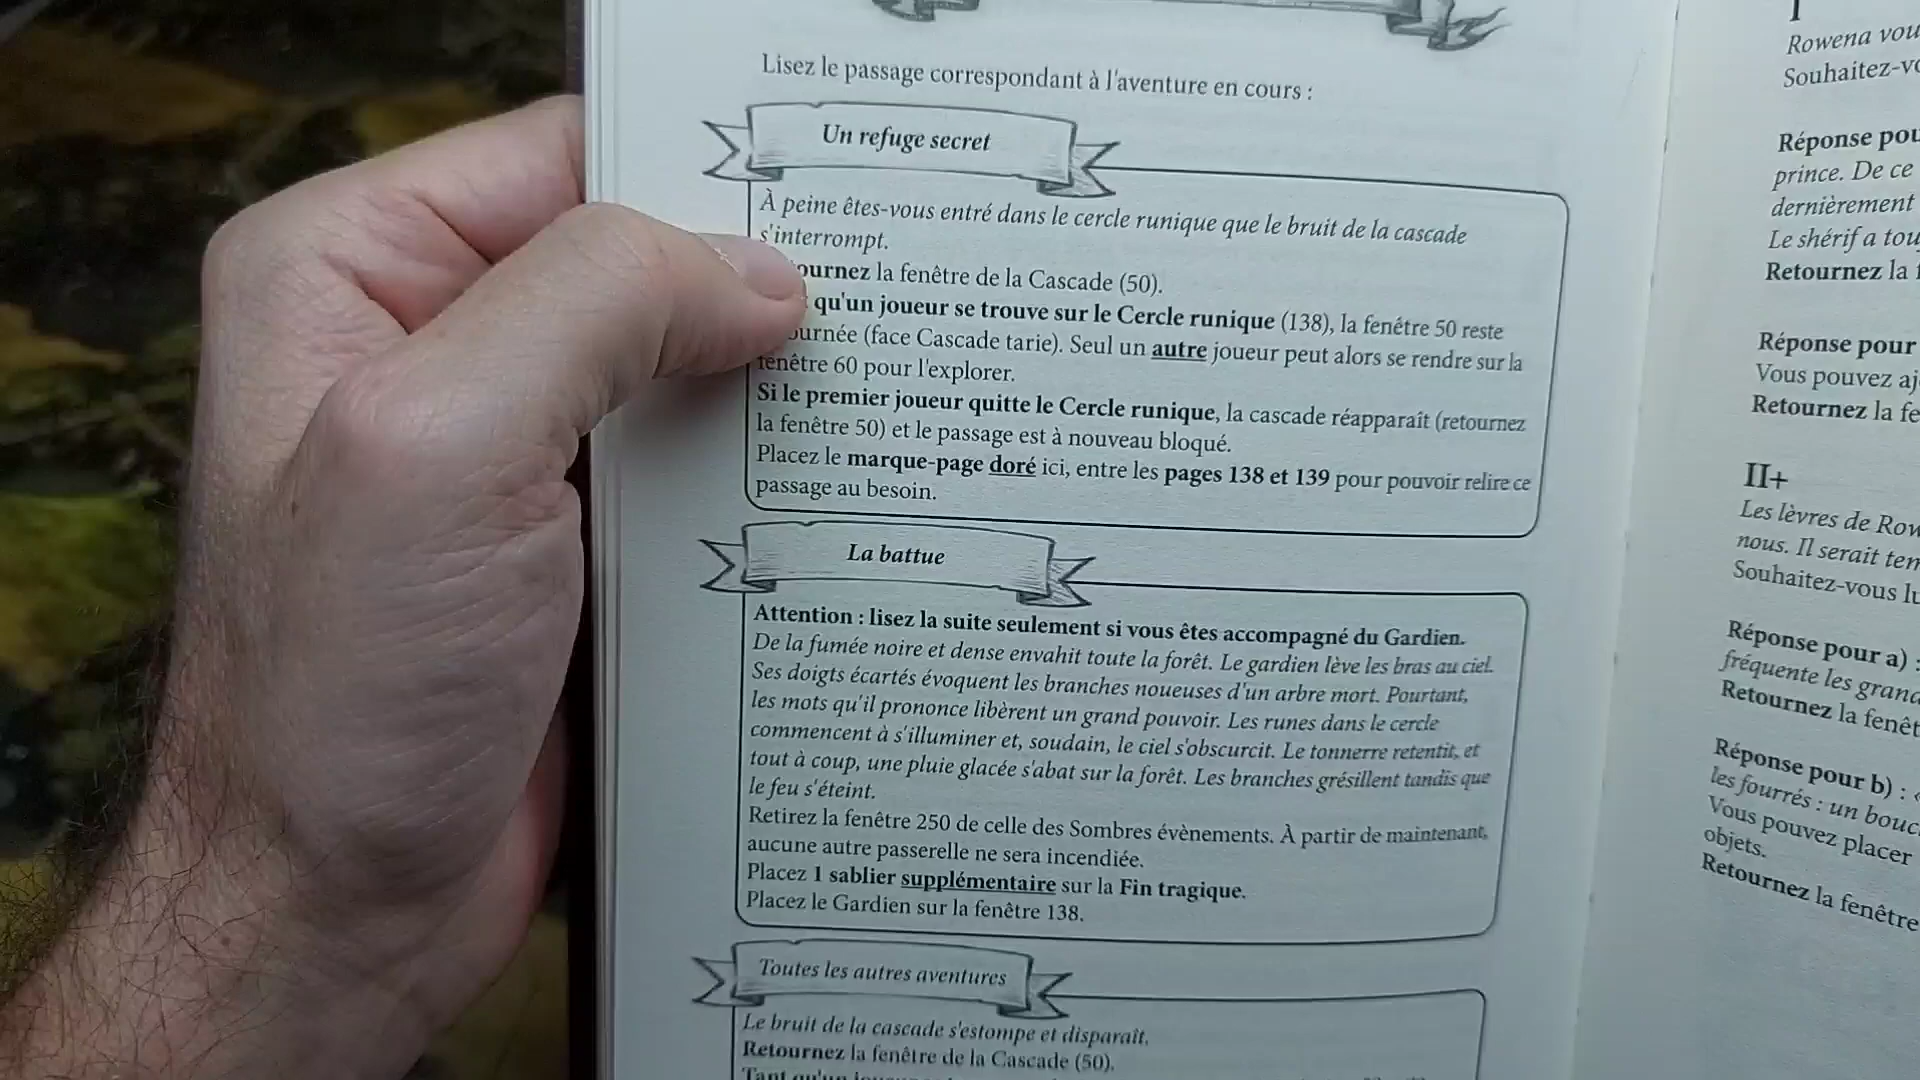 Lisez le passage correspondant à l'aventure en cours :
Un refuge secret
À peine êtes-vous entré dans le cercle runique que le bruit de la cascade
s'interrompt.
ournez la fenêtre de la Cascade (50).
qu'un joueur se trouve sur le Cercle runique (138), la fenêtre 50 reste
ournée (face Cascade tarie). Seul un autre joueur peut alors se rendre sur la
fenêtre 60 pour l'explorer.
Si le premier joueur quitte le Cercle runique, la cascade réapparaît (retournez
la fenêtre 50) et le passage est à nouveau bloqué.
Placez le marque-page doré ici, entre les pages 138 et 139 pour pouvoir relire ce
passage au besoin.
La battue
Attention : lisez la suite seulement si vous êtes accompagné du Gardien.
De la fumée noire et dense envahit toute la forêt. Le gardien lève les bras au ciel.
Ses doigts écartés évoquent les branches noueuses d'un arbre mort. Pourtant,
les mots qu'il prononce libèrent un grand pouvoir. Les runes dans le cercle
commencent à s'illuminer et, soudain, le ciel s'obscurcit. Le tonnerre retentit, et
tout à coup, une pluie glacée s'abat sur la forêt. Les branches grésillent tandis que
le feu s'éteint.
Retirez la fenêtre 250 de celle des Sombres évènements. À partir de maintenant,
aucune autre passerelle ne sera incendiée.
Placez 1 sablier supplémentaire sur la Fin tragique.
Placez le Gardien sur la fenêtre 138.
Toutes les autres aventures
Le bruit de la cascade s'estompe et disparaît.
Retournez la fenêtre de la Cascade (50).
Tant qu'un
I
Rowena vou
Souhaitez-vo
Réponse pou
prince. De ce
dernièrement
Le shérif a tou
Retournez la f
Réponse pour
Vous pouvez aj
Retournez la fe
II+
Les lèvres de Row
nous. Il serait tem
Souhaitez-vous lu
Réponse pour a) :
fréquente les grand
Retournez la fenêt
Réponse pour b) : «
les fourrés : un bouc
Vous pouvez placer
objets.
Retournez la fenêtre